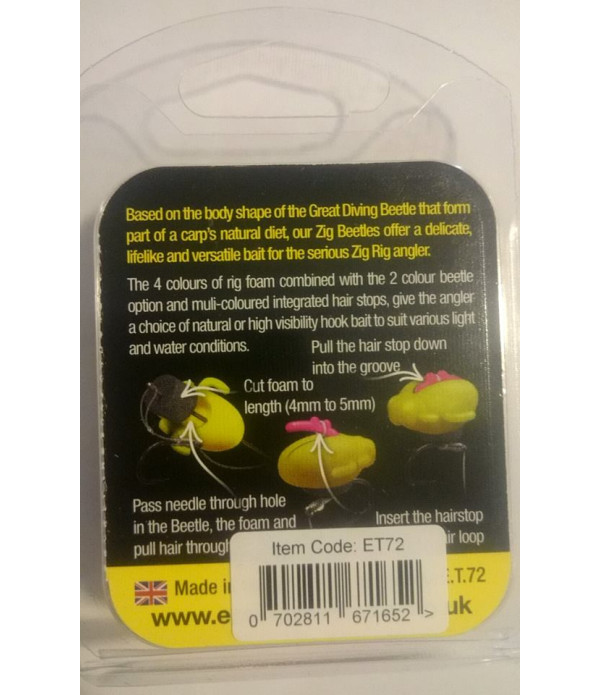 Based on the body shape of the Great Diving Beetle that form
part of a carp's natural diet, our Zig Beetles offer a delicate,
lifelike and versatile bait for the serious Zig Rig angler.
The 4 colours of rig foam combined with the 2 colour beetle
option and muli-coloured integrated hair stops, give the angler
a choice of natural or high visibility hook bait to suit various light
and water conditions.
Pull the hair stop down
into the groove
Cut foam to
length (4mm to 5mm)
Pass needle through hole
in the Beetle, the foam and
pull hair through
Insert the hairstop
loop
Item Code: ET72
Made in
E.T.72
www.e
uk
0 702811 671652 >